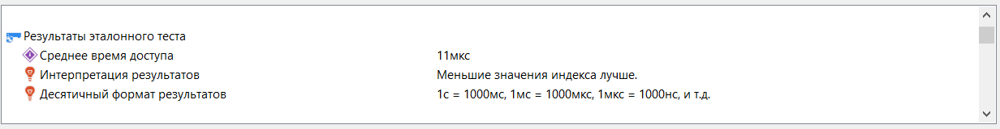 Результаты эталонного теста
Среднее время доступа 11мкс
Интерпретация результатов Меньшие значения индекса лучше.
Десятичный формат результатов 1с = 1000мс, 1мс = 1000мкс, 1мкс = 1000нс, и т.д.